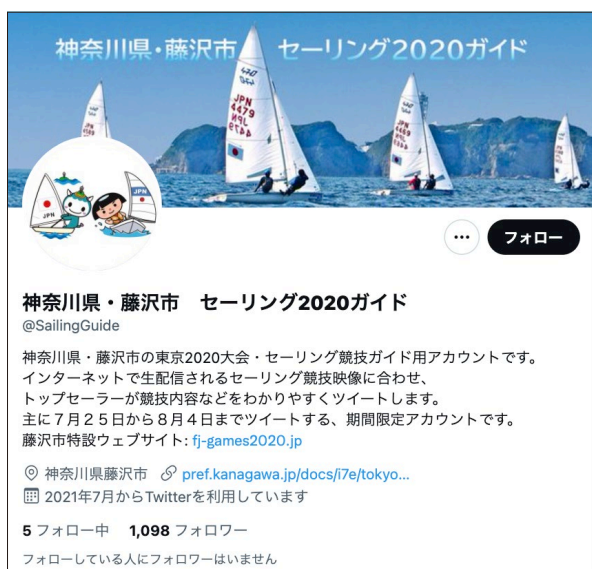 神奈川県・藤沢市　セーリング2020ガイド
470
JPN
4479
JPN
JPN
フォロー
神奈川県・藤沢市　セーリング2020ガイド
@SailingGuide
神奈川県・藤沢市の東京2020大会・セーリング競技ガイド用アカウントです。
インターネットで生配信されるセーリング競技映像に合わせ、
トップセーラーが競技内容などをわかりやすくツイートします。
主に７月２５日から８月４日までツイートする、期間限定アカウントです。
藤沢市特設ウェブサイト: fj-games2020.jp
神奈川県藤沢市 pref.kanagawa.jp/docs/i7e/tokyo...
2021年7月からTwitterを利用しています
5 フォロー中 1,098 フォロワー
フォローしている人にフォロワーはいません